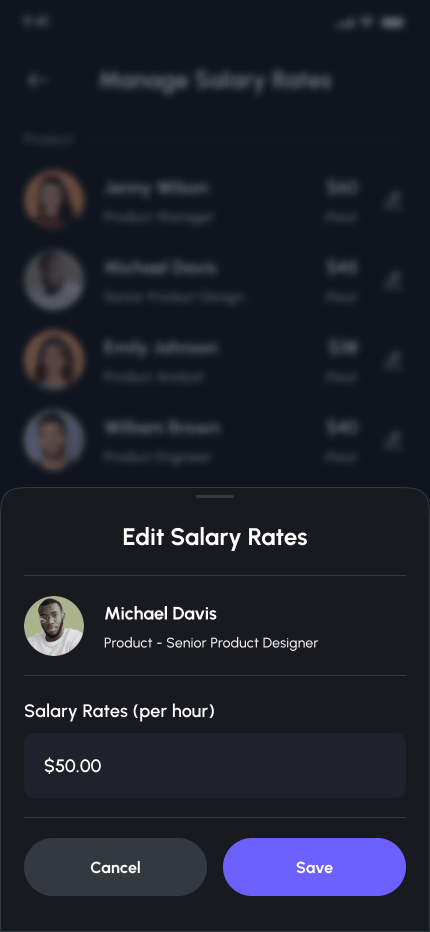 9:41
Manage Salary Rates
Product
Jenny Wilson
$60
Product Manager
/hour
Michael Davis
$45
Senior Product Design..
/hour
Emily Johnson
$38
Product Analyst
/hour
William Brown
$40
Product Engineer
/hour
Edit Salary Rates
Michael Davis
Product - Senior Product Designer
Salary Rates (per hour)
$50.00
Cancel
Save